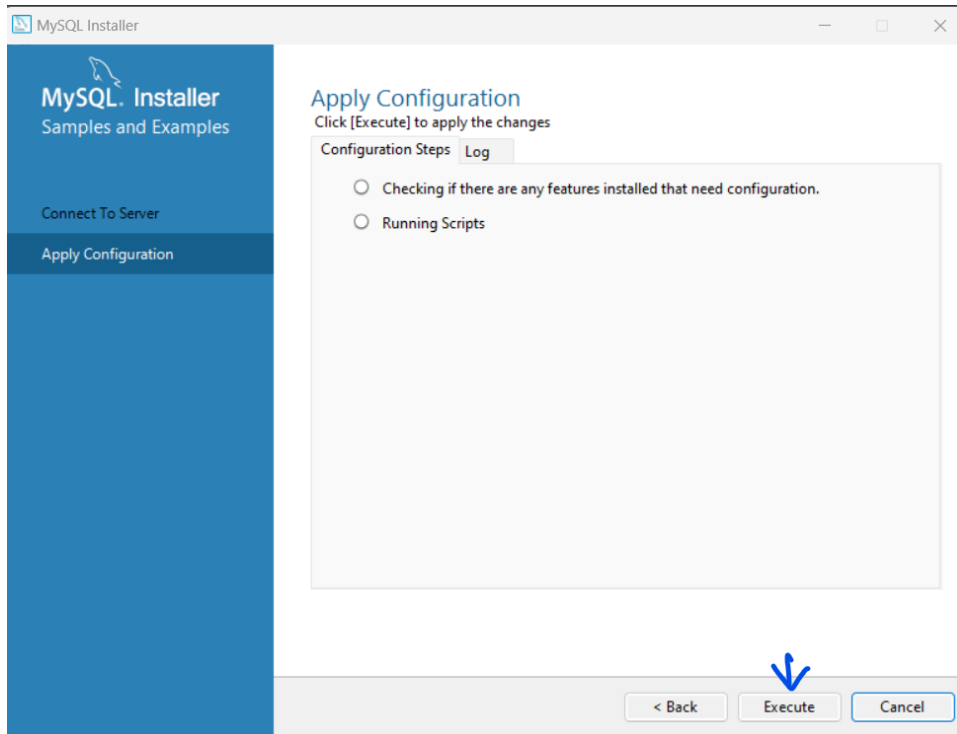 MySQL Installer
MySQL. Installer
Samples and Examples
Connect To Server
Apply Configuration
Apply Configuration
Click [Execute] to apply the changes
Configuration Steps
Log
Checking if there are any features installed that need configuration.
Running Scripts
< Back
Execute
Cancel